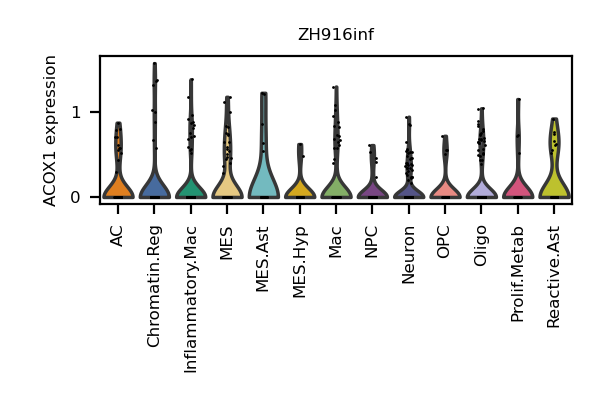 ZH916inf
ACOX1 expression
1
0
AC
Chromatin.Reg
Inflammatory.Mac
MES
MES.Ast
MES.Hyp
Mac
NPC
Neuron
OPC
Oligo
Prolif.Metab
Reactive.Ast